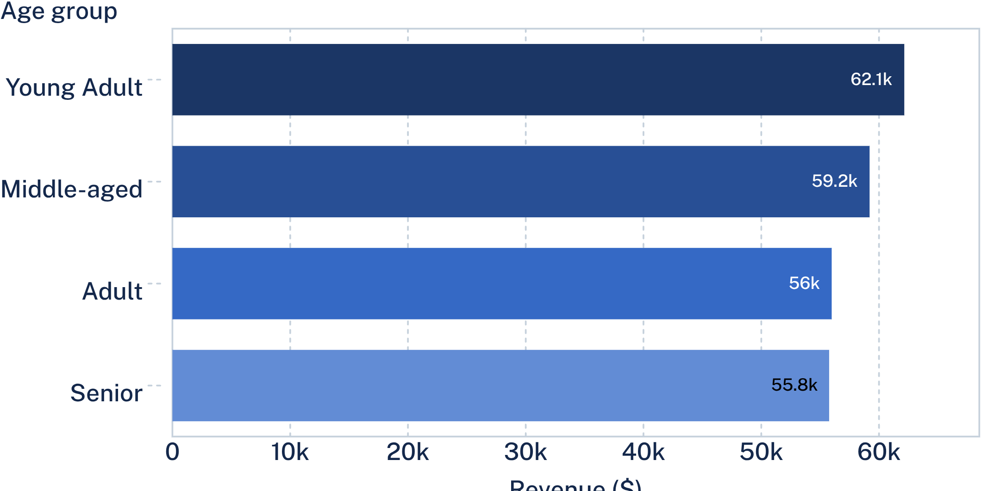 Age group
Young Adult
62.1k
Middle-aged
59.2k
Adult
56k
Senior
55.8k
0 10k 20k 30k 40k 50k 60k
Revenue ($)